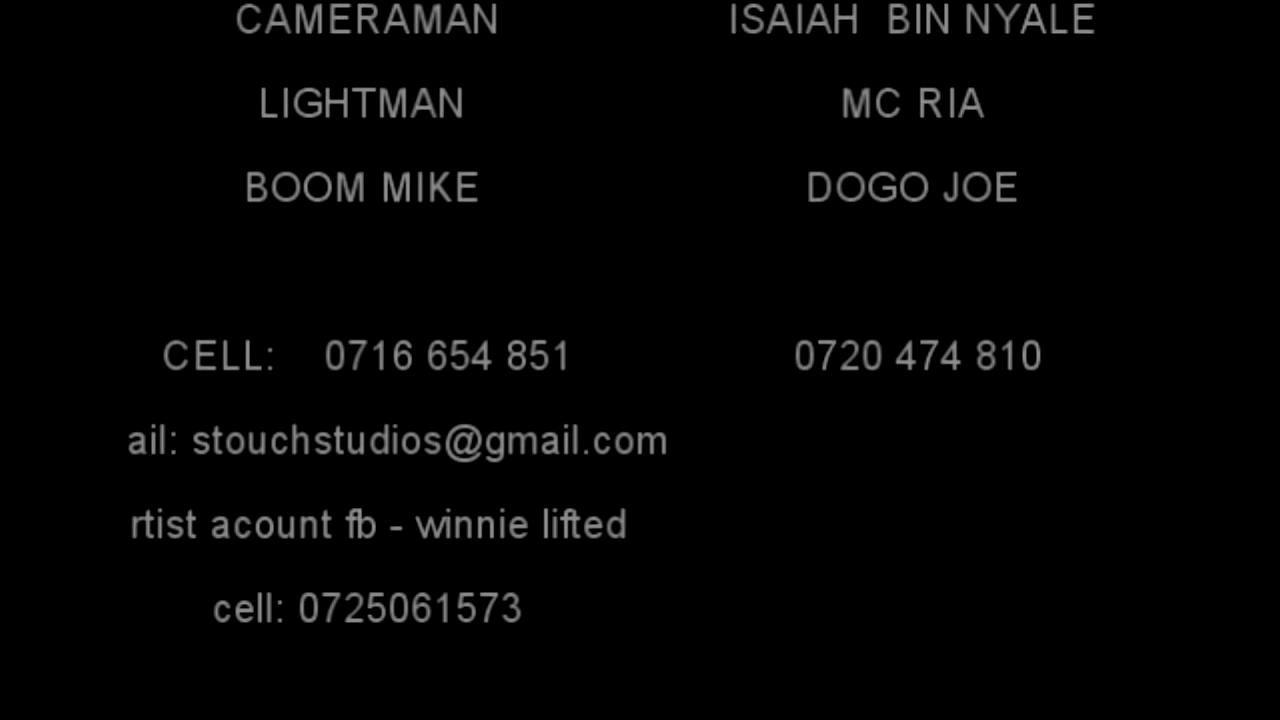 CAMERAMAN ISAIAH BIN NYALE
LIGHTMAN MC RIA
BOOM MIKE DOGO JOE
CELL: 0716 654 851 0720 474 810
ail: stouchstudios@gmail.com
rtist acount fb - winnie lifted
cell: 0725061573